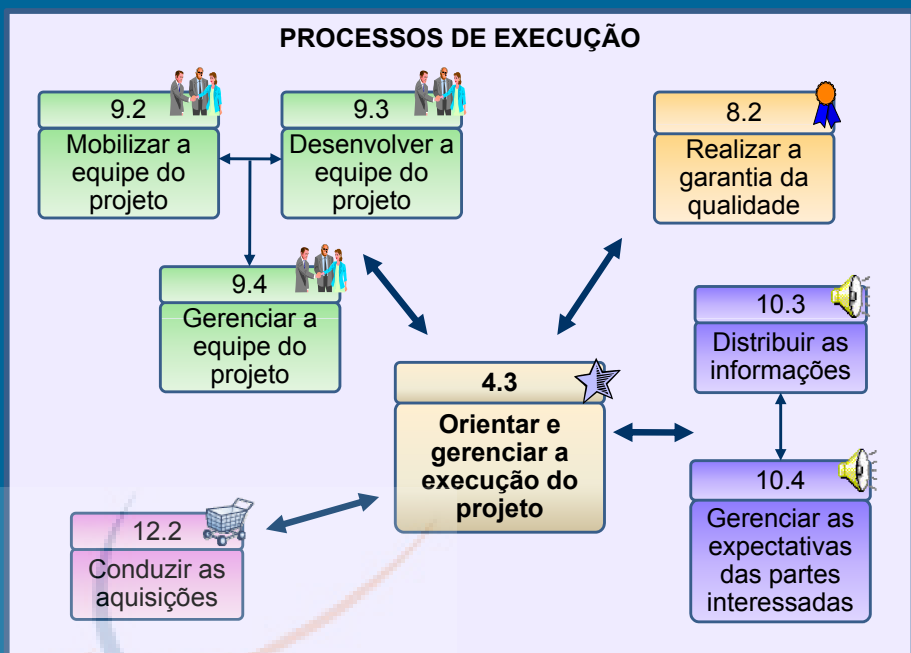 PROCESSOS DE EXECUÇÃO
9.2
Mobilizar a
equipe do
projeto
9.3
Desenvolver a
equipe do
projeto
8.2
Realizar a
garantia da
qualidade
9.4
Gerenciar a
equipe do
projeto
10.3
Distribuir as
informações
4.3
Orientar e
gerenciar a
execução do
projeto
10.4
Gerenciar as
expectativas
das partes
interessadas
12.2
Conduzir as
aquisições